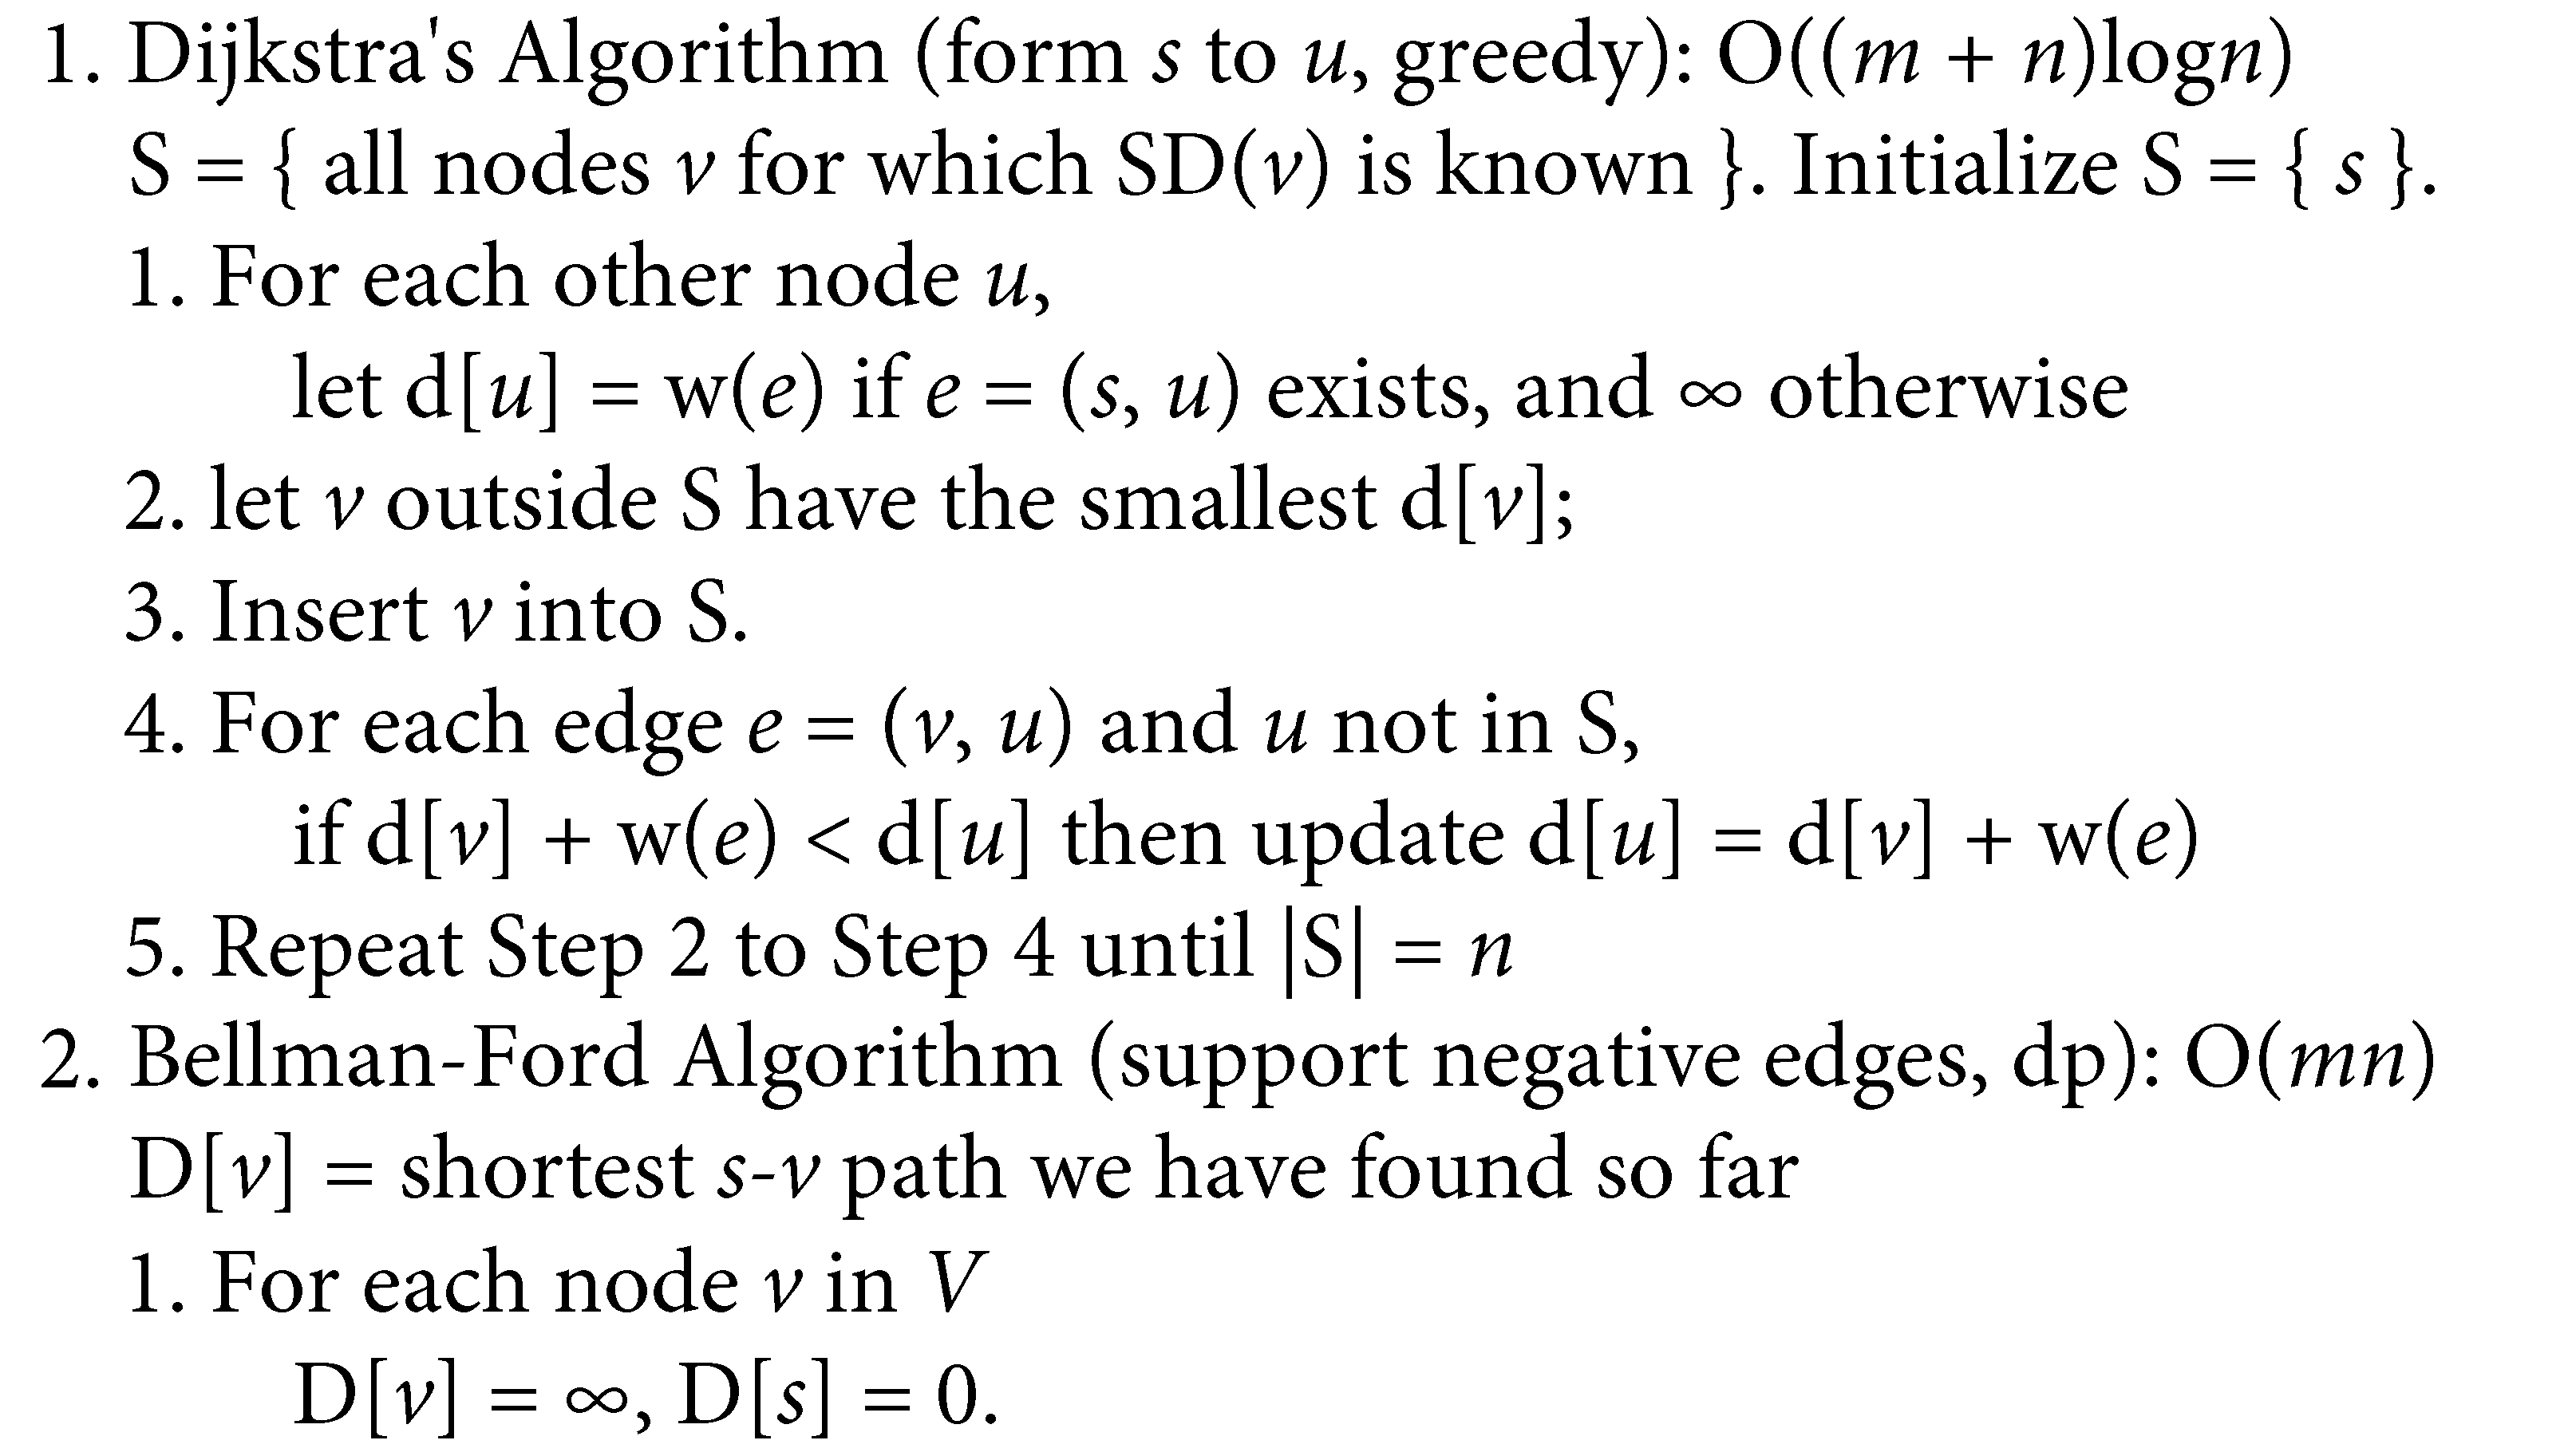 1. Dijkstra's Algorithm (form s to u, greedy): O((m + n)logn)
S = { all nodes v for which SD(v) is known }. Initialize S = { s }.
1. For each other node u,
let d[u] = w(e) if e = (s, u) exists, and ∞ otherwise
2. let v outside S have the smallest d[v];
3. Insert v into S.
4. For each edge e = (v, u) and u not in S,
if d[v] + w(e) < d[u] then update d[u] = d[v] + w(e)
5. Repeat Step 2 to Step 4 until |S| = n
2. Bellman-Ford Algorithm (support negative edges, dp): O(mn)
D[v] = shortest s-v path we have found so far
1. For each node v in V
D[v] = ∞, D[s] = 0.